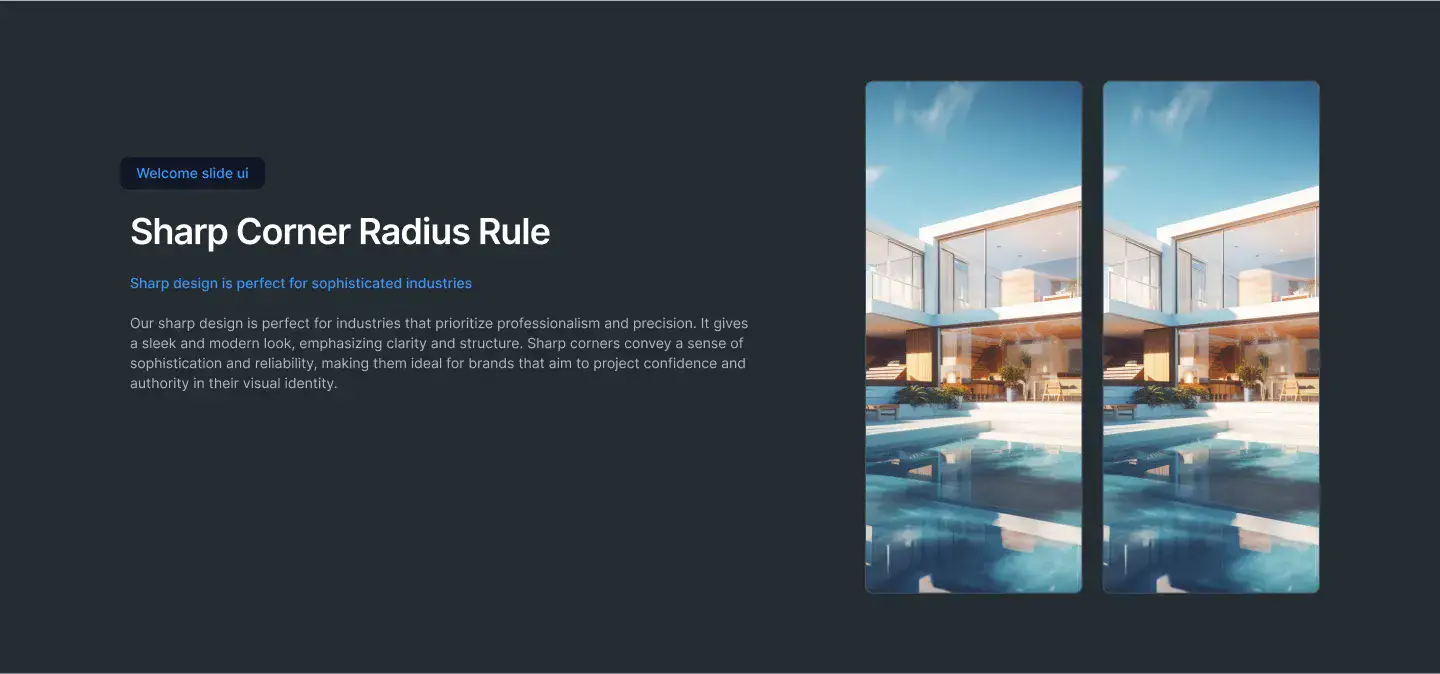 Welcome slide ui
Sharp Corner Radius Rule
Sharp design is perfect for sophisticated industries
Our sharp design is perfect for industries that prioritize professionalism and precision. It gives
a sleek and modern look, emphasizing clarity and structure. Sharp corners convey a sense of
sophistication and reliability, making them ideal for brands that aim to project confidence and
authority in their visual identity.